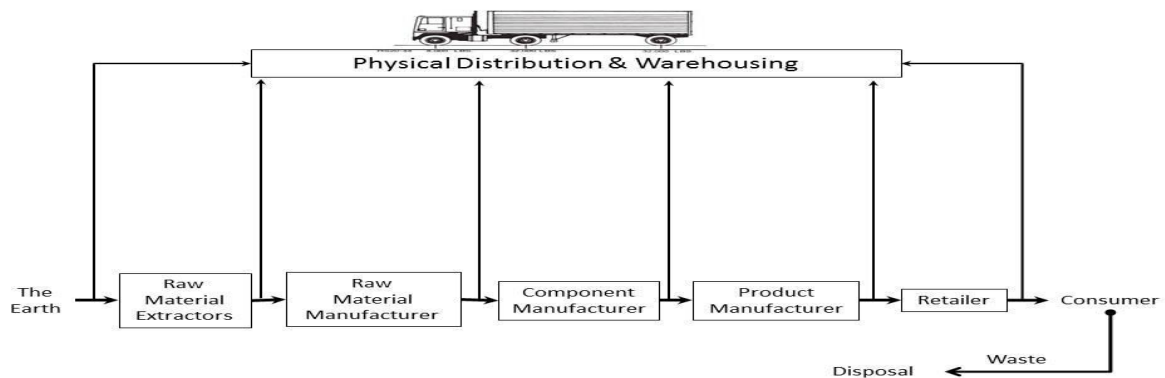 Physical Distribution & Warehousing
The
Earth
Raw
Material
Extractors
Raw
Material
Manufacturer
Component
Manufacturer
Product
Manufacturer
Retailer
Consumer
Waste
Disposal